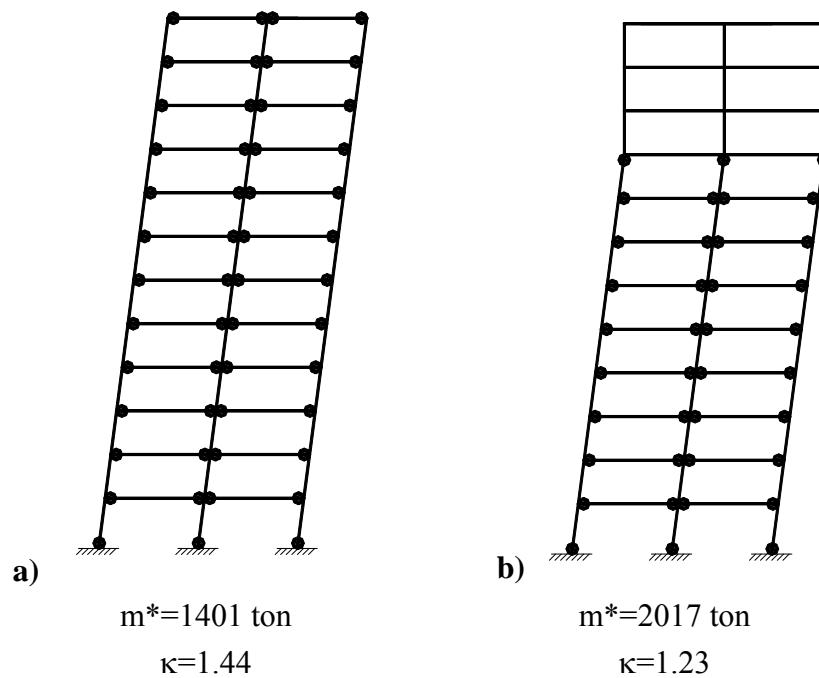 a)
m*=1401 ton
κ=1.44
b)
m*=2017 ton
κ=1.23